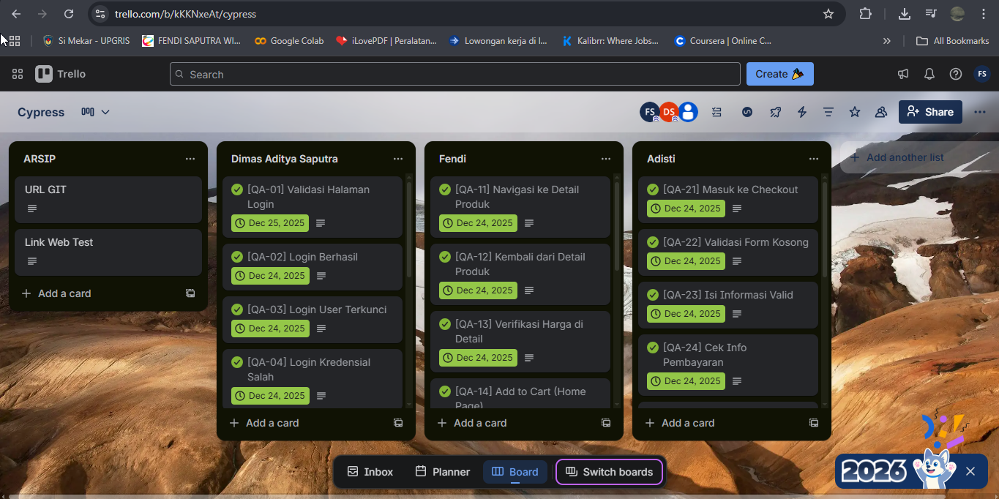 trello.com/b/kKKNxeAt/cypress
Si Mekar - UPGRIS
FENDI SAPUTRA WI...
Google Colab
iLovePDF | Peralatan...
Lowongan kerja di I...
Kalibrr: Where Jobs...
Coursera | Online C...
All Bookmarks
Trello
Search
Create
FS
Cypress
FS
DS
Share
ARSIP
URL GIT
Link Web Test
Add a card
Dimas Aditya Saputra
[QA-01] Validasi Halaman
Login
Dec 25, 2025
[QA-02] Login Berhasil
Dec 24, 2025
[QA-03] Login User Terkunci
Dec 24, 2025
[QA-04] Login Kredensial
Salah
Dec 24, 2025
Add a card
Fendi
[QA-11] Navigasi ke Detail
Produk
Dec 24, 2025
[QA-12] Kembali dari Detail
Produk
Dec 24, 2025
[QA-13] Verifikasi Harga di
Detail
Dec 24, 2025
[QA-14] Add to Cart (Home
Page)
Add a card
Adisti
[QA-21] Masuk ke Checkout
Dec 24, 2025
[QA-22] Validasi Form Kosong
Dec 24, 2025
[QA-23] Isi Informasi Valid
Dec 24, 2025
[QA-24] Cek Info
Pembayaran
Dec 24, 2025
Add a card
Add another list
Inbox
Planner
Board
Switch boards
2026